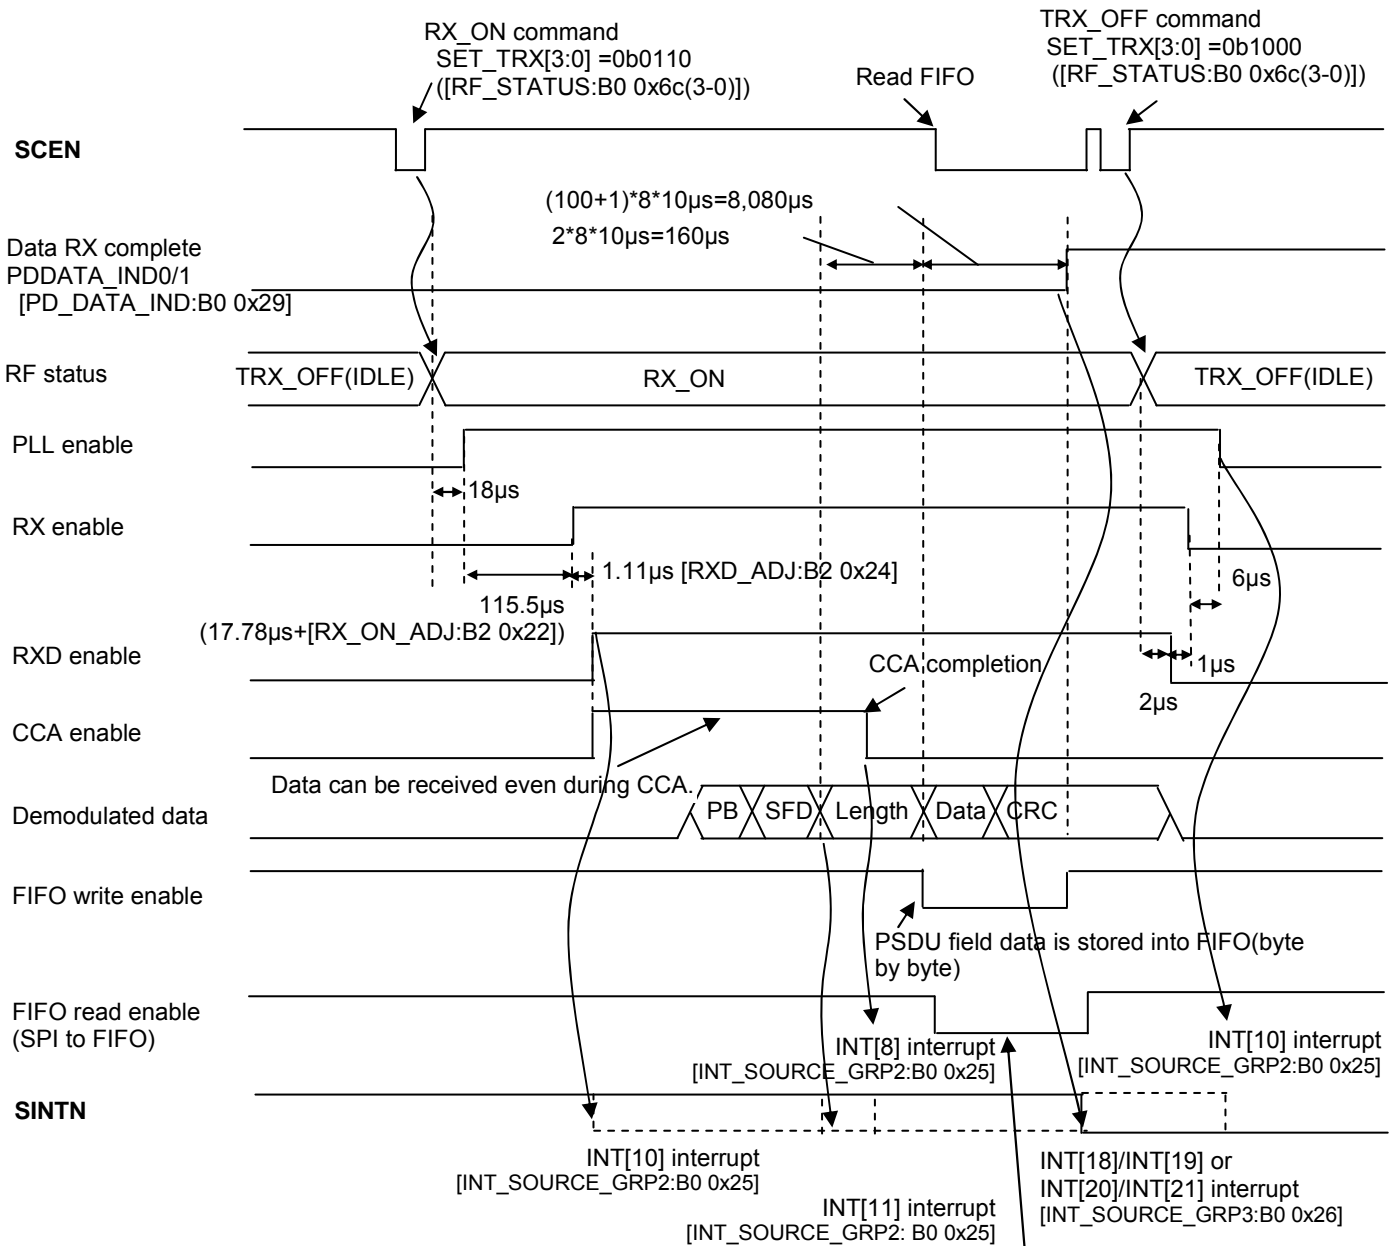 RX_ON command
SET_TRX[3:0] =0b0110
([RF_STATUS:B0 0x6c(3-0)])
TRX_OFF command
SET_TRX[3:0] =0b1000
([RF_STATUS:B0 0x6c(3-0)])
Read FIFO
SCEN
(100+1)*8*10µs=8,080µs
2*8*10µs=160µs
Data RX complete
PDDATA_IND0/1
[PD_DATA_IND:B0 0x29]
RF status
TRX_OFF(IDLE)
RX_ON
TRX_OFF(IDLE)
PLL enable
18µs
RX enable
1.11µs [RXD_ADJ:B2 0x24]
6µs
115.5µs
(17.78µs+[RX_ON_ADJ:B2 0x22])
RXD enable
CCA completion
1µs
2µs
CCA enable
Data can be received even during CCA.
Demodulated data
PB
SFD
Length
Data
CRC
FIFO write enable
PSDU field data is stored into FIFO(byte
by byte)
FIFO read enable
(SPI to FIFO)
INT[8] interrupt
[INT_SOURCE_GRP2:B0 0x25]
INT[10] interrupt
[INT_SOURCE_GRP2:B0 0x25]
SINTN
INT[10] interrupt
[INT_SOURCE_GRP2:B0 0x25]
INT[11] interrupt
[INT_SOURCE_GRP2: B0 0x25]
INT[18]/INT[19] or
INT[20]/INT[21] interrupt
[INT_SOURCE_GRP3:B0 0x26]